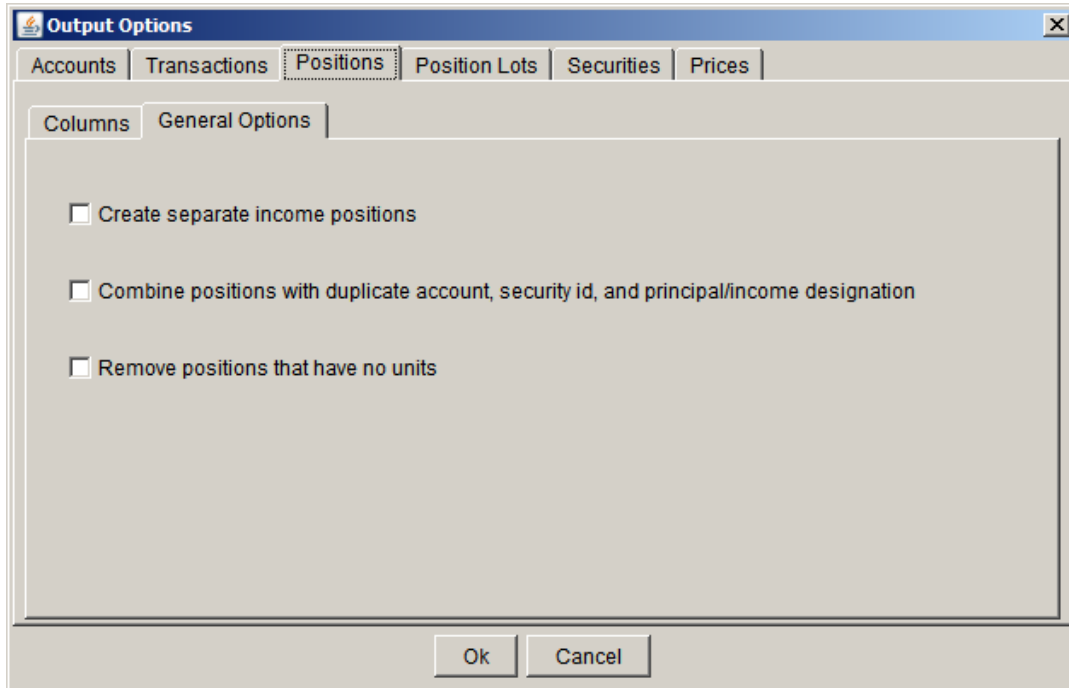 Output Options
Accounts Transactions Positions Position Lots Securities Prices
Columns General Options
Create separate income positions
Combine positions with duplicate account, security id, and principal/income designation
Remove positions that have no units
Ok Cancel